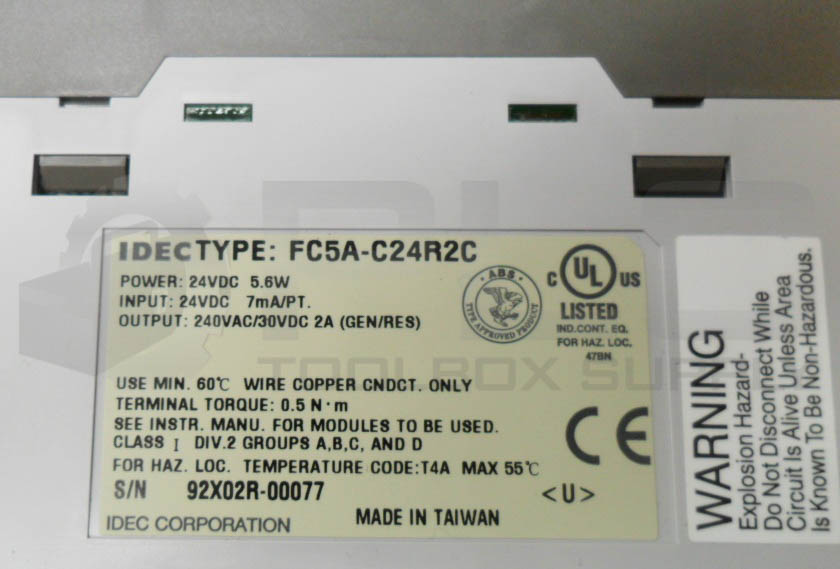 IDEC TYPE: FC5A-C24R2C
POWER: 24VDC 5.6W
INPUT: 24VDC 7mA/PT.
OUTPUT: 240VAC/30VDC 2A (GEN/RES)
· ABS ·
TYPE APPROVED PRODUCT
C UL US
LISTED
IND.CONT. EQ.
FOR HAZ. LOC.
47BN
USE MIN. 60℃ WIRE COPPER CNDCT. ONLY
TERMINAL TORQUE: 0.5 N·m
SEE INSTR. MANU. FOR MODULES TO BE USED.
CLASS I DIV.2 GROUPS A,B,C, AND D
FOR HAZ. LOC. TEMPERATURE CODE:T4A MAX 55℃
S/N 92X02R-00077
<U>
CE
IDEC CORPORATION
MADE IN TAIWAN
WARNING
Explosion Hazard-
Do Not Disconnect While
Circuit Is Alive Unless Area
Is Known To Be Non-Hazardous.
PLC
TOOLBOX SUP